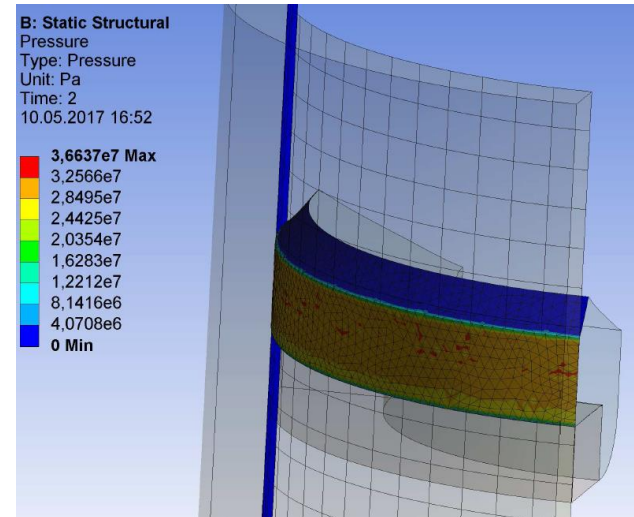 B: Static Structural
Pressure
Type: Pressure
Unit: Pa
Time: 2
10.05.2017 16:52
3,6637e7 Max
3,2566e7
2,8495e7
2,4425e7
2,0354e7
1,6283e7
1,2212e7
8,1416e6
4,0708e6
0 Min